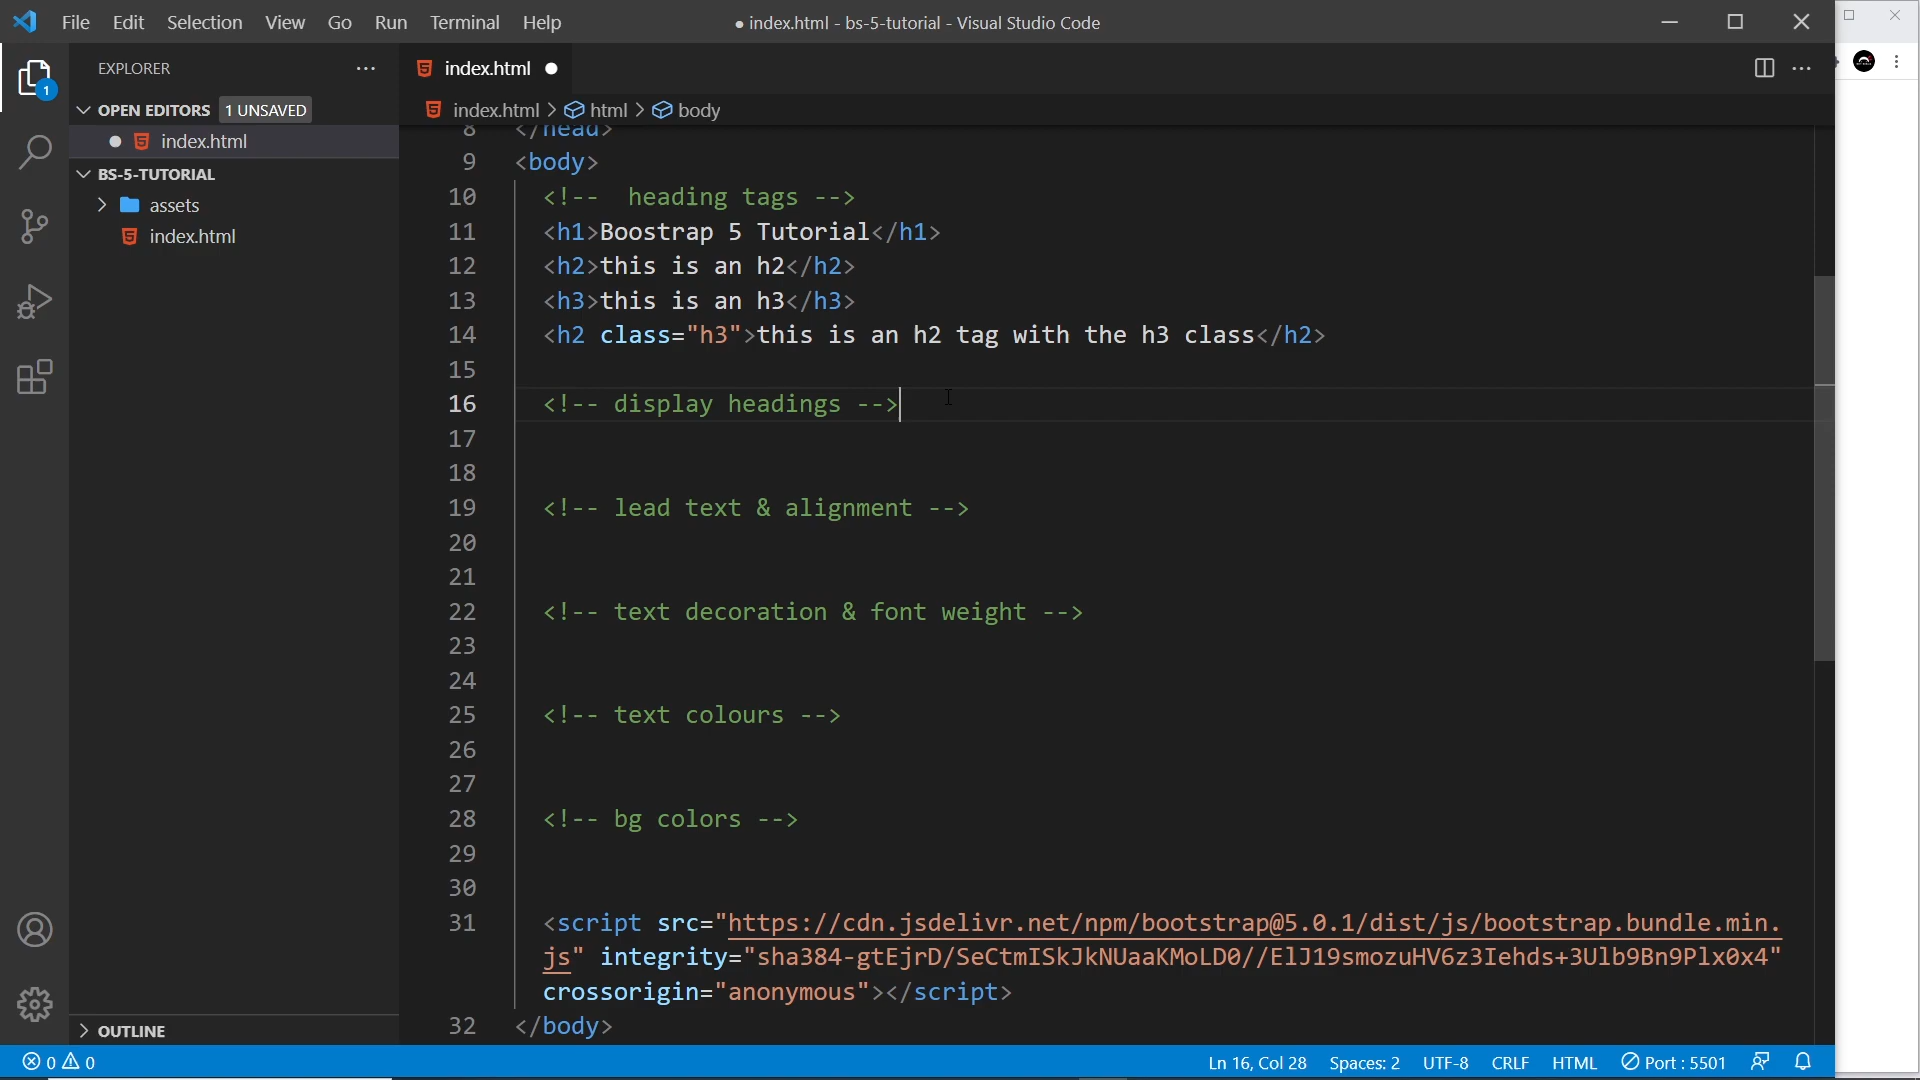 File Edit Selection View Go Run Terminal Help
● index.html - bs-5-tutorial - Visual Studio Code
EXPLORER
OPEN EDITORS 1 UNSAVED
index.html
BS-5-TUTORIAL
assets
index.html
OUTLINE
1
index.html
index.html > html > body
8 </head>
9 <body>
10 <!--  heading tags -->
11 <h1>Boostrap 5 Tutorial</h1>
12 <h2>this is an h2</h2>
13 <h3>this is an h3</h3>
14 <h2 class="h3">this is an h2 tag with the h3 class</h2>
15
16 <!-- display headings -->
17
18
19 <!-- lead text & alignment -->
20
21
22 <!-- text decoration & font weight -->
23
24
25 <!-- text colours -->
26
27
28 <!-- bg colors -->
29
30
31 <script src="https://cdn.jsdelivr.net/npm/bootstrap@5.0.1/dist/js/bootstrap.bundle.min.
js" integrity="sha384-gtEjrD/SeCtmISkJkNUaaKMoLD0//ElJ19smozuHV6z3Iehds+3Ulb9Bn9Plx0x4"
crossorigin="anonymous"></script>
32 </body>
0 0
Ln 16, Col 28 Spaces: 2 UTF-8 CRLF HTML Port : 5501